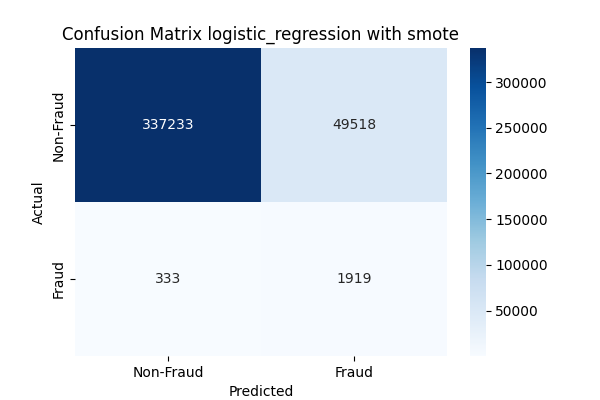 Confusion Matrix logistic_regression with smote
Actual
Non-Fraud
Fraud
337233
49518
333
1919
Non-Fraud
Fraud
Predicted
300000
250000
200000
150000
100000
50000